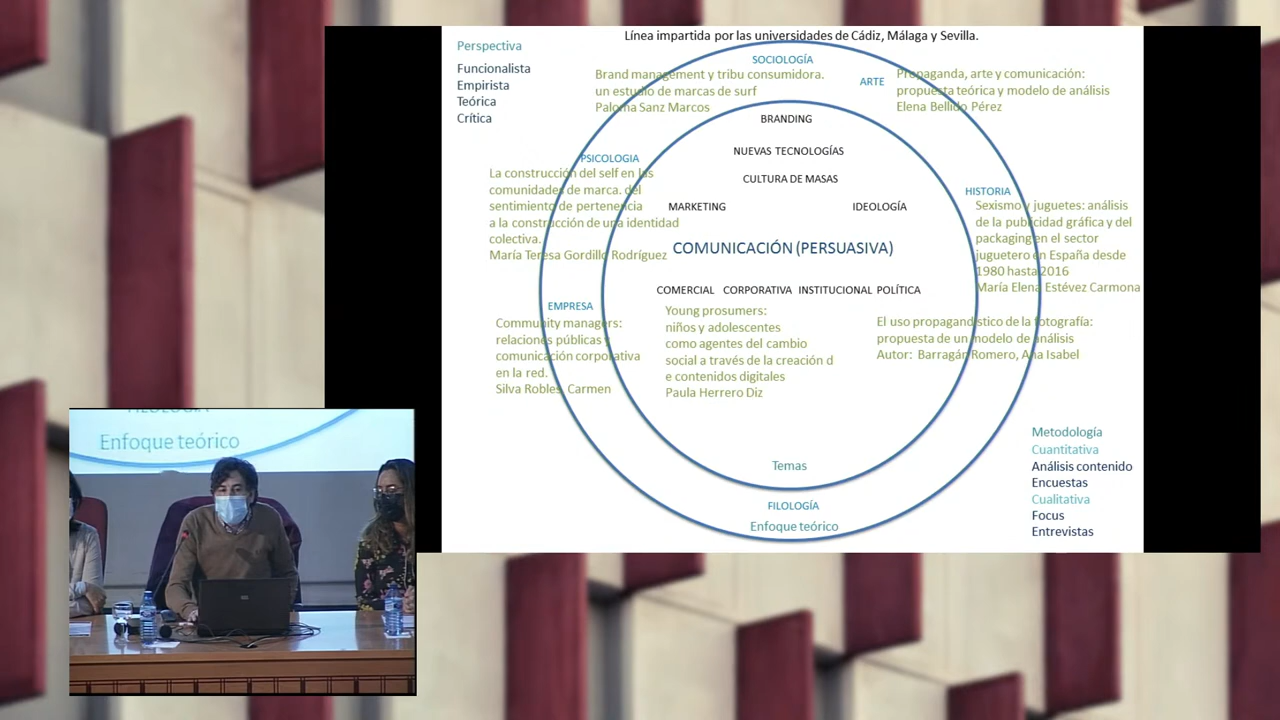 Línea impartida por las universidades de Cádiz, Málaga y Sevilla.
Perspectiva
Funcionalista
Empirista
Teórica
Crítica
SOCIOLOGÍA
Brand management y tribu consumidora.
un estudio de marcas de surf
Paloma Sanz Marcos
ARTE
Propaganda, arte y comunicación:
propuesta teórica y modelo de análisis
Elena Bellido Pérez
BRANDING
NUEVAS TECNOLOGÍAS
CULTURA DE MASAS
MARKETING
IDEOLOGÍA
PSICOLOGIA
La construcción del self en las
comunidades de marca. del
sentimiento de pertenencia
a la construcción de una identidad
colectiva.
María Teresa Gordillo Rodríguez
HISTORIA
Sexismo y juguetes: análisis
de la publicidad gráfica y del
packaging en el sector
juguetero en España desde
1980 hasta 2016
María Elena Estévez Carmona
COMUNICACIÓN (PERSUASIVA)
COMERCIAL CORPORATIVA INSTITUCIONAL POLÍTICA
EMPRESA
Community managers:
relaciones públicas y
comunicación corporativa
en la red.
Silva Robles, Carmen
Young prosumers:
niños y adolescentes
como agentes del cambio
social a través de la creación d
e contenidos digitales
Paula Herrero Diz
El uso propagandístico de la fotografía:
propuesta de un modelo de análisis
Autor: Barragán Romero, Ana Isabel
Temas
FILOLOGÍA
Enfoque teórico
Metodología
Cuantitativa
Análisis contenido
Encuestas
Cualitativa
Focus
Entrevistas
FILOLOGÍA
Enfoque teórico